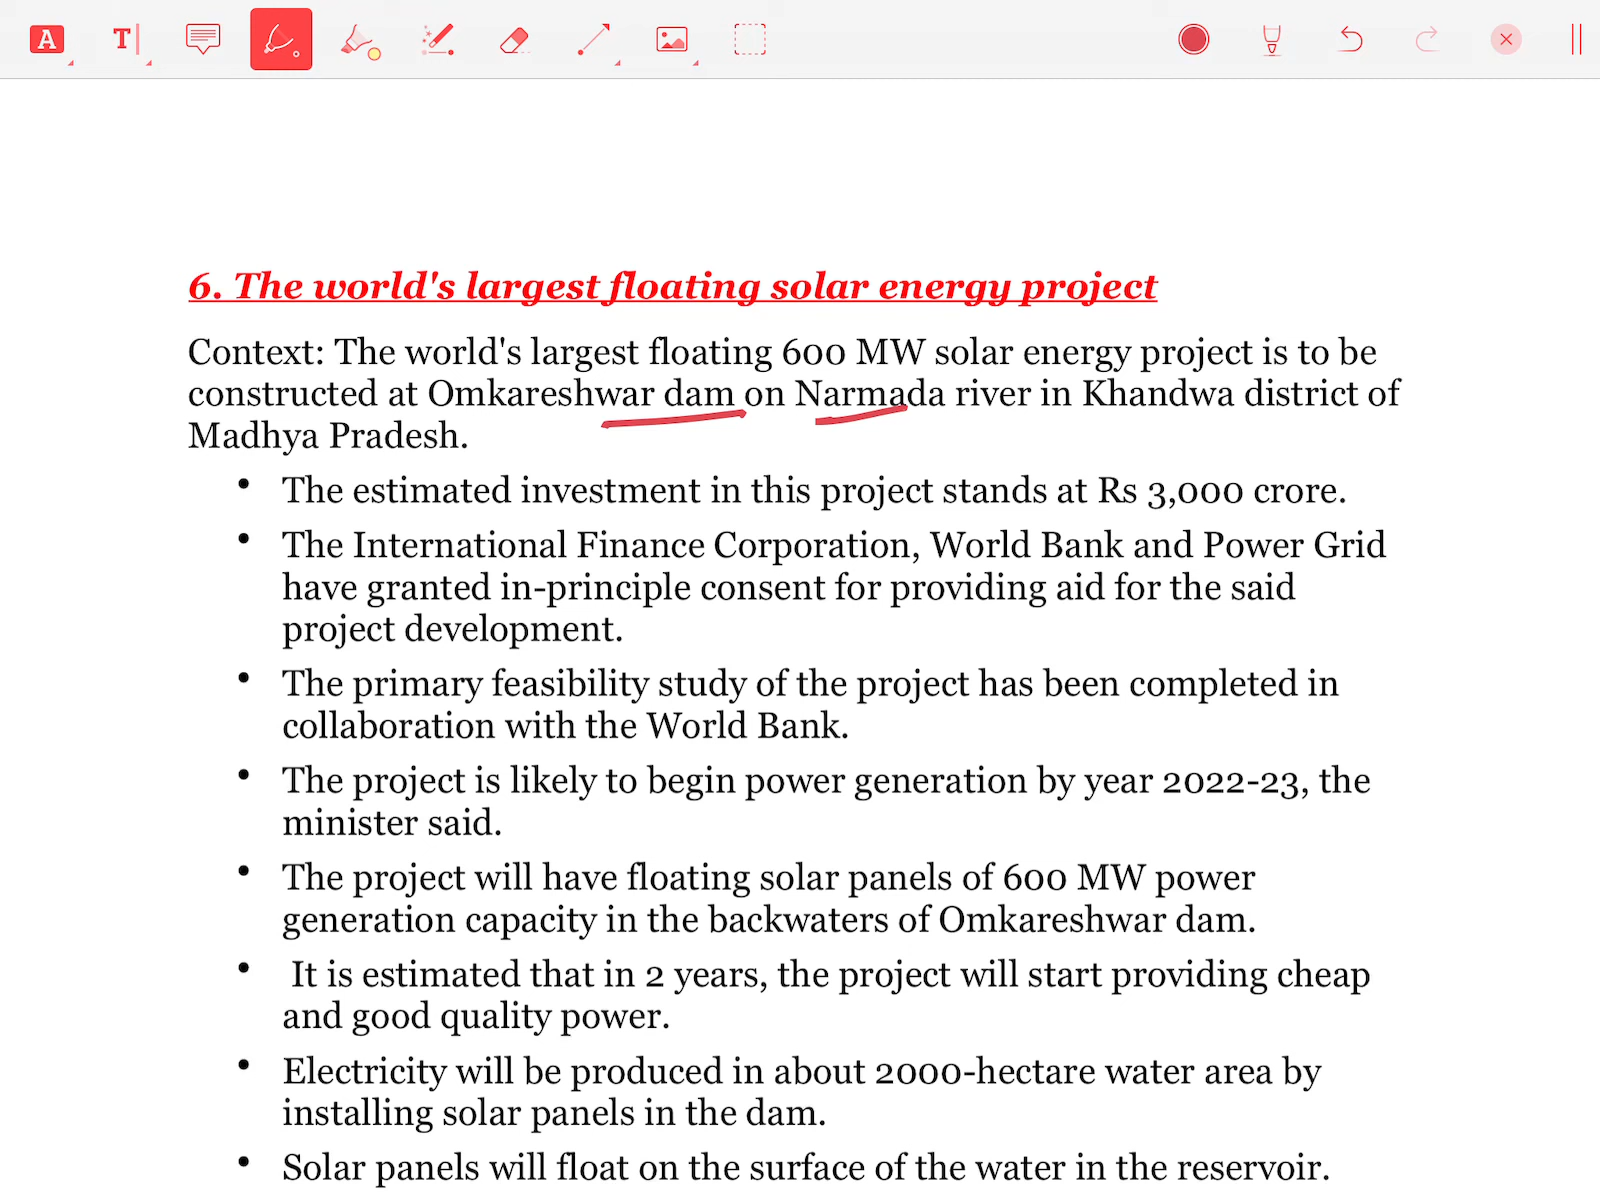 A T
6. The world's largest floating solar energy project
Context: The world's largest floating 600 MW solar energy project is to be
constructed at Omkareshwar dam on Narmada river in Khandwa district of
Madhya Pradesh.
• The estimated investment in this project stands at Rs 3,000 crore.
• The International Finance Corporation, World Bank and Power Grid
have granted in-principle consent for providing aid for the said
project development.
• The primary feasibility study of the project has been completed in
collaboration with the World Bank.
• The project is likely to begin power generation by year 2022-23, the
minister said.
• The project will have floating solar panels of 600 MW power
generation capacity in the backwaters of Omkareshwar dam.
• It is estimated that in 2 years, the project will start providing cheap
and good quality power.
• Electricity will be produced in about 2000-hectare water area by
installing solar panels in the dam.
• Solar panels will float on the surface of the water in the reservoir.